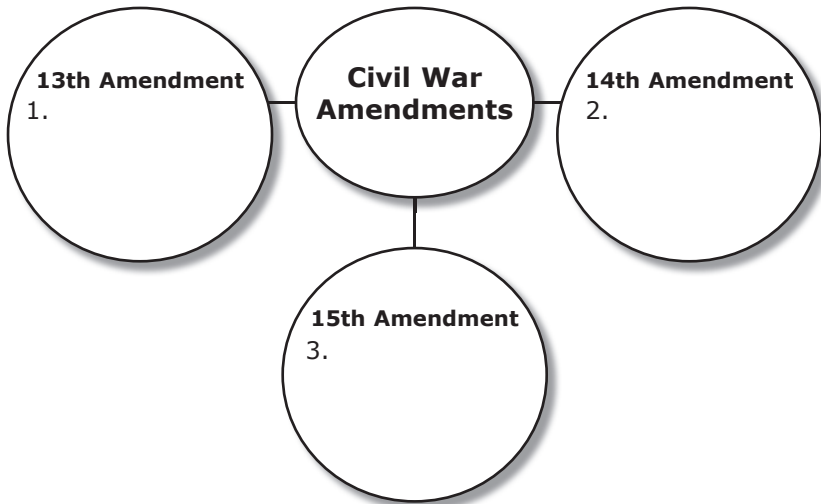 Civil War
Amendments
13th Amendment
1.
14th Amendment
2.
15th Amendment
3.